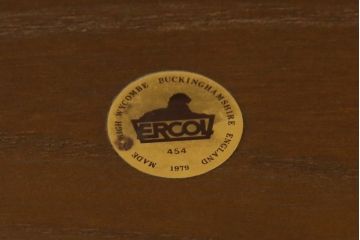 HIGH WYCOMBE BUCKINGHAMSHIRE ENGLAND
ERCOL
454
MADE 1979